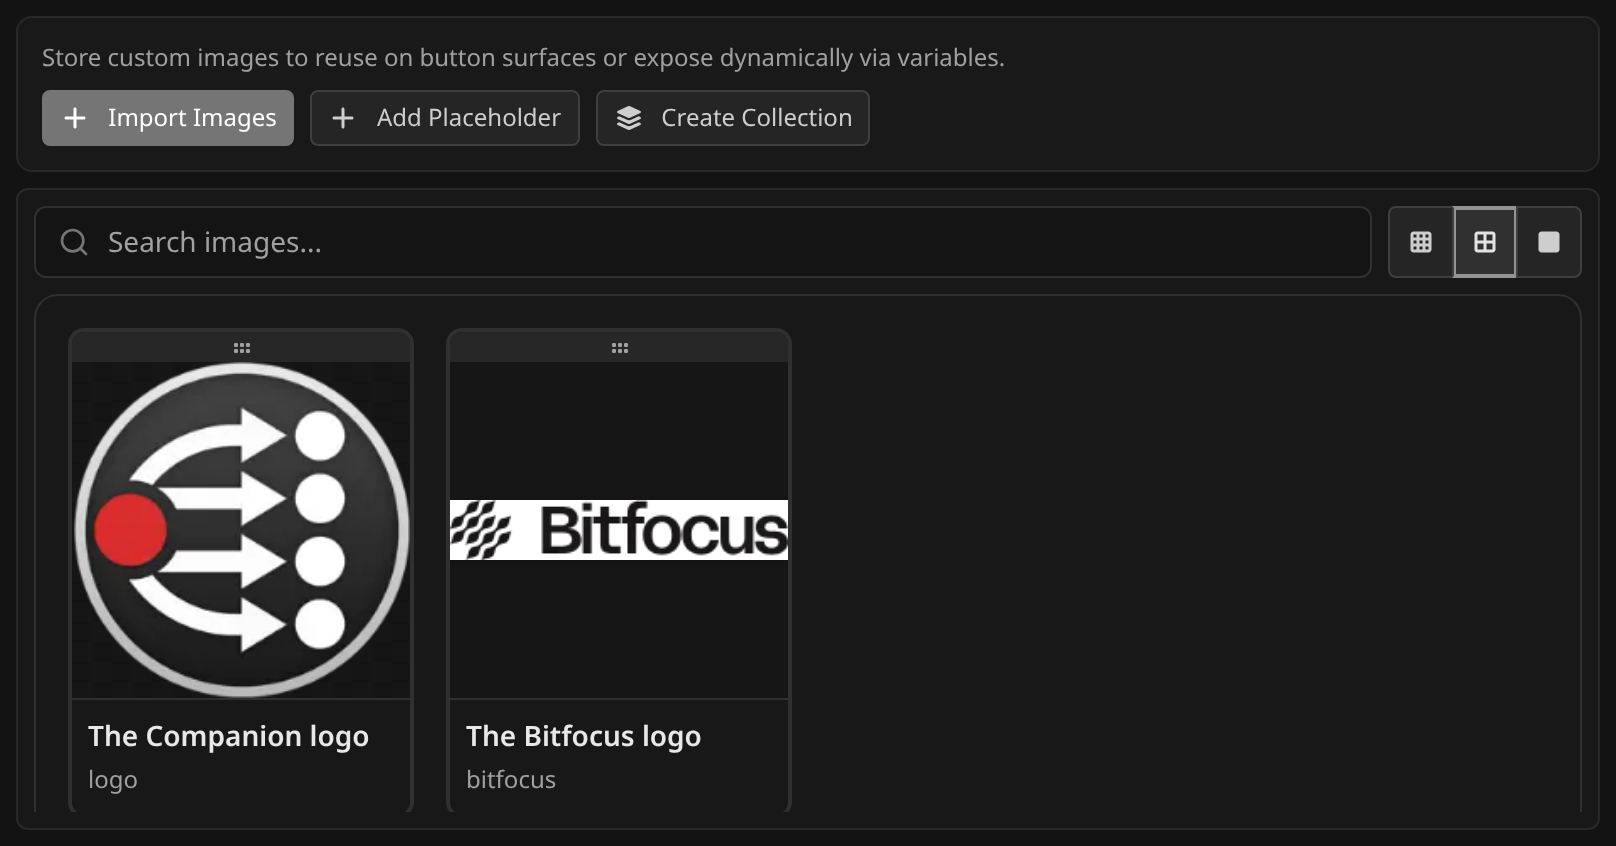 Store custom images to reuse on button surfaces or expose dynamically via variables.
Import Images
Add Placeholder
Create Collection
Search images...
Bitfocus
The Companion logo
logo
The Bitfocus logo
bitfocus